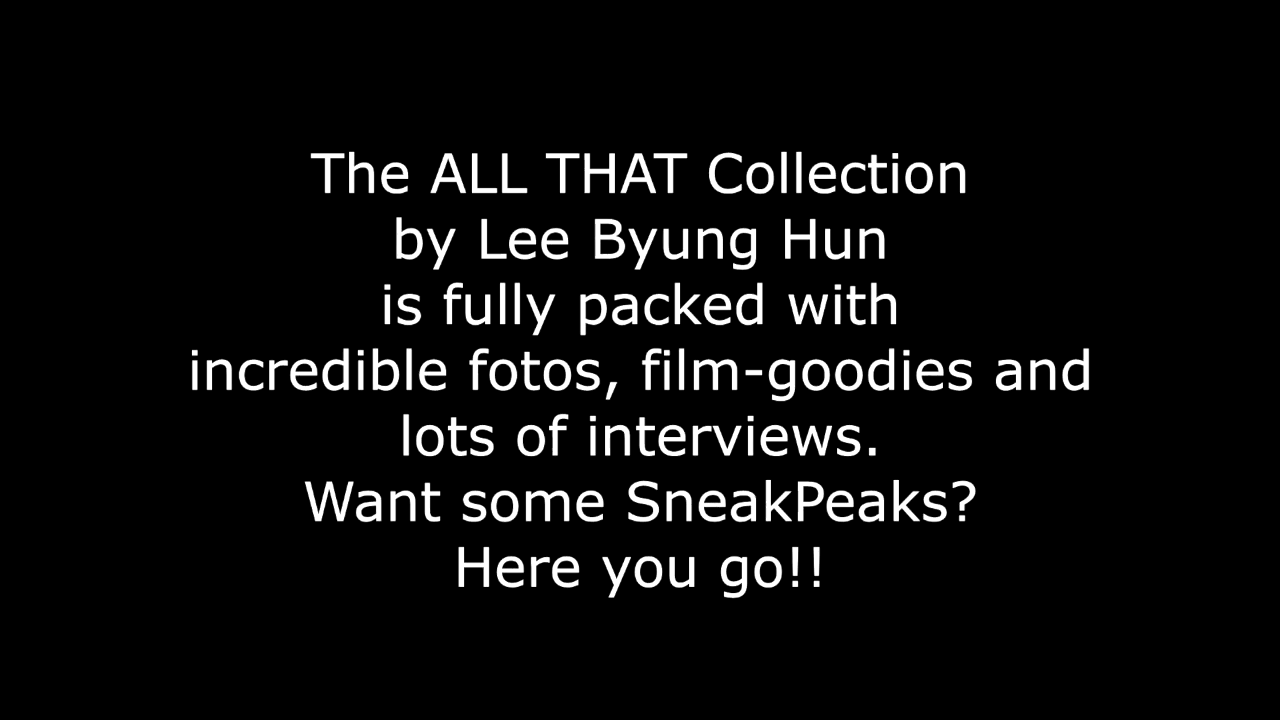 The ALL THAT Collection
by Lee Byung Hun
is fully packed with
incredible fotos, film-goodies and
lots of interviews.
Want some SneakPeaks?
Here you go!!